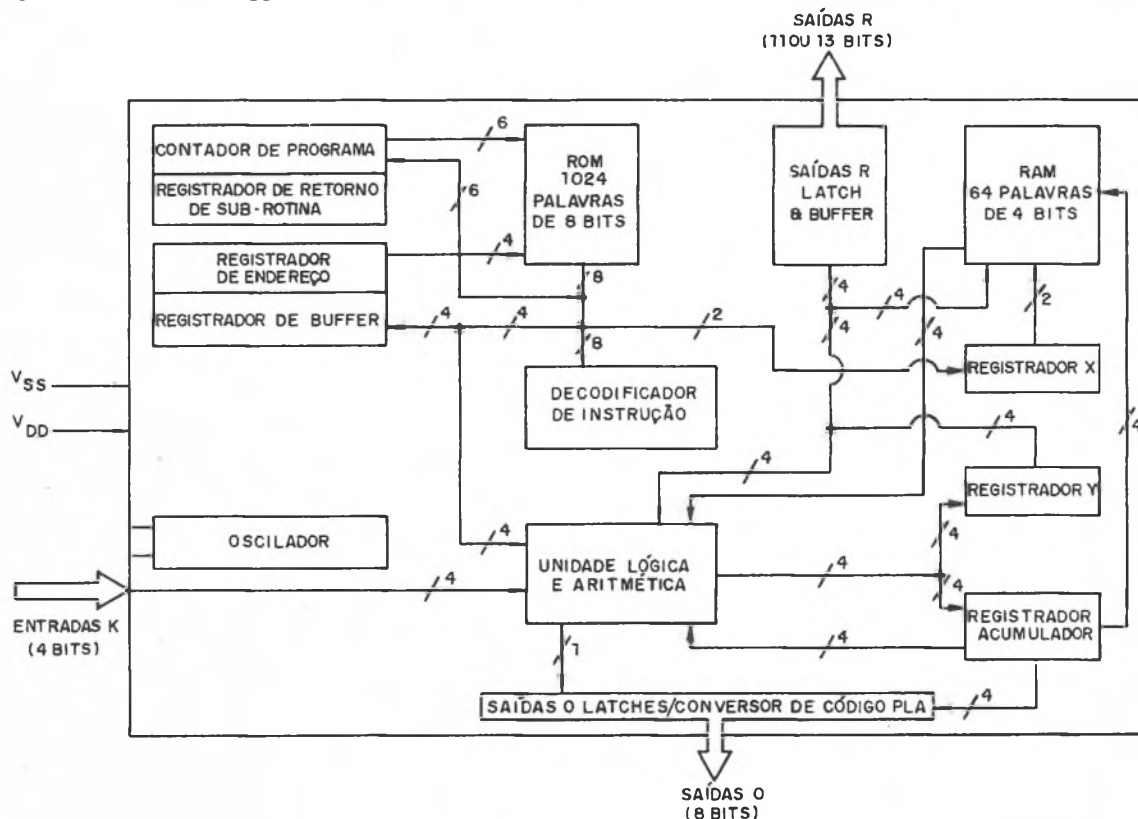 SAÍDAS R
(11 OU 13 BITS)
CONTADOR DE PROGRAMA
REGISTRADOR DE RETORNO
DE SUB-ROTINA
6
6
ROM
1024
PALAVRAS
DE 8 BITS
SAÍDAS R
LATCH
& BUFFER
RAM
64 PALAVRAS
DE 4 BITS
REGISTRADOR
DE ENDEREÇO
4
REGISTRADOR DE BUFFER
8
4
4
2
8
4
4
4
4
2
REGISTRADOR X
VSS
VDD
DECODIFICADOR
DE INSTRUÇÃO
4
4
4
REGISTRADOR Y
OSCILADOR
4
UNIDADE LÓGICA
E ARITMÉTICA
4
4
4
4
ENTRADAS K
(4 BITS)
REGISTRADOR
ACUMULADOR
4
1
SAÍDAS O LATCHES/CONVERSOR DE CÓDIGO PLA
4
SAÍDAS O
(8 BITS)